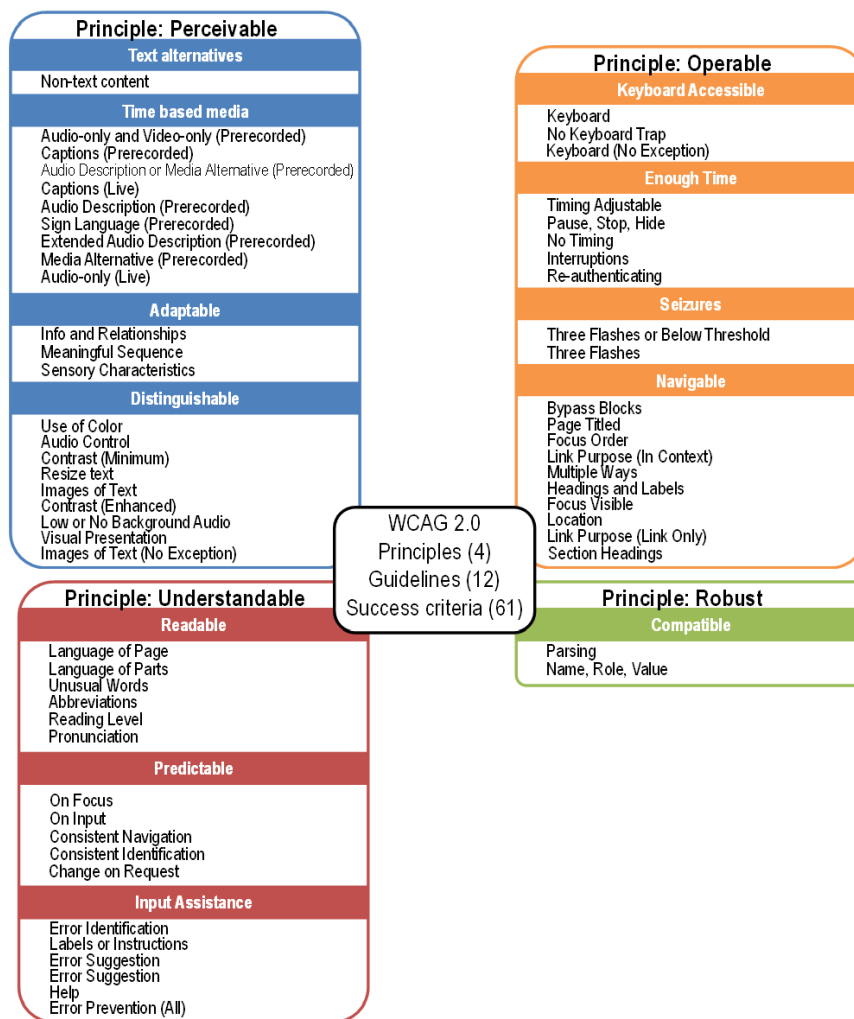 Principle: Perceivable
Text alternatives
Non-text content
Time based media
Audio-only and Video-only (Prerecorded)
Captions (Prerecorded)
Audio Description or Media Alternative (Prerecorded)
Captions (Live)
Audio Description (Prerecorded)
Sign Language (Prerecorded)
Extended Audio Description (Prerecorded)
Media Alternative (Prerecorded)
Audio-only (Live)
Adaptable
Info and Relationships
Meaningful Sequence
Sensory Characteristics
Distinguishable
Use of Color
Audio Control
Contrast (Minimum)
Resize text
Images of Text
Contrast (Enhanced)
Low or No Background Audio
Visual Presentation
Images of Text (No Exception)
Principle: Operable
Keyboard Accessible
Keyboard
No Keyboard Trap
Keyboard (No Exception)
Enough Time
Timing Adjustable
Pause, Stop, Hide
No Timing
Interruptions
Re-authenticating
Seizures
Three Flashes or Below Threshold
Three Flashes
Navigable
Bypass Blocks
Page Titled
Focus Order
Link Purpose (In Context)
Multiple Ways
Headings and Labels
Focus Visible
Location
Link Purpose (Link Only)
Section Headings
WCAG 2.0
Principles (4)
Guidelines (12)
Success criteria (61)
Principle: Understandable
Readable
Language of Page
Language of Parts
Unusual Words
Abbreviations
Reading Level
Pronunciation
Predictable
On Focus
On Input
Consistent Navigation
Consistent Identification
Change on Request
Input Assistance
Error Identification
Labels or Instructions
Error Suggestion
Error Suggestion
Help
Error Prevention (All)
Principle: Robust
Compatible
Parsing
Name, Role, Value